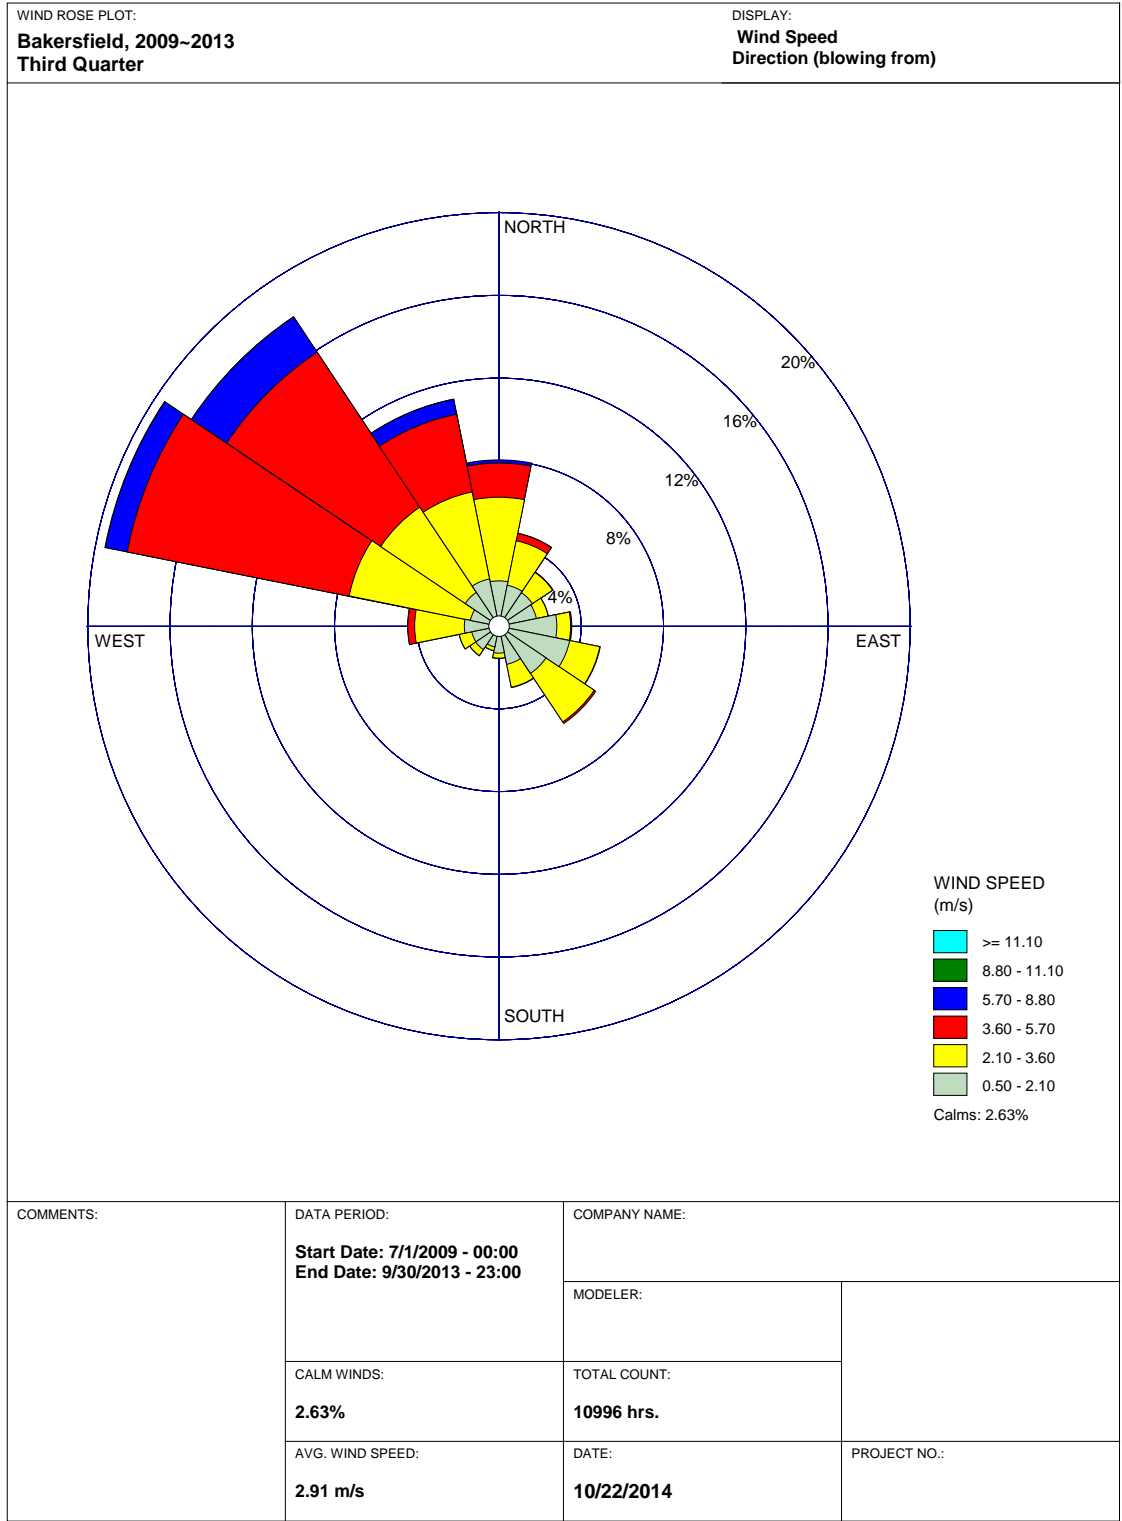 WIND ROSE PLOT:
Bakersfield, 2009~2013
Third Quarter
DISPLAY:
Wind Speed
Direction (blowing from)
NORTH
20%
16%
12%
8%
4%
WEST
EAST
SOUTH
WIND SPEED
(m/s)
>= 11.10
8.80 - 11.10
5.70 - 8.80
3.60 - 5.70
2.10 - 3.60
0.50 - 2.10
Calms: 2.63%
COMMENTS:
DATA PERIOD:
Start Date: 7/1/2009 - 00:00
End Date: 9/30/2013 - 23:00
COMPANY NAME:
MODELER:
CALM WINDS:
2.63%
TOTAL COUNT:
10996 hrs.
AVG. WIND SPEED:
2.91 m/s
DATE:
10/22/2014
PROJECT NO.: